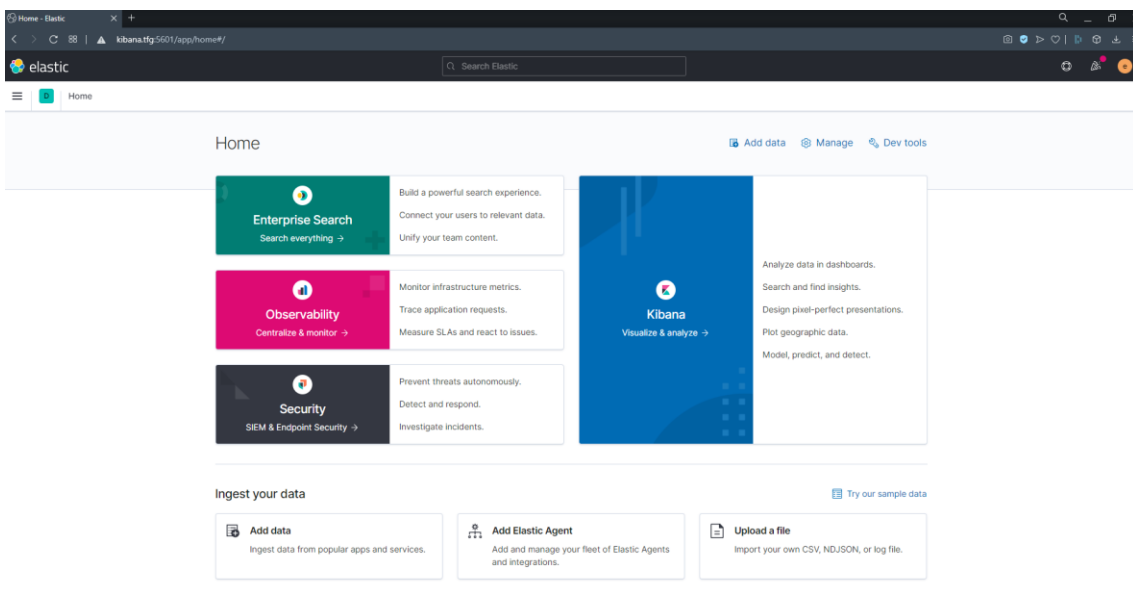 Home - Elastic
kibana.tfg:5601/app/home#/
elastic
Search Elastic
e
D
Home
Home
Add data
Manage
Dev tools
Enterprise Search
Search everything →
Build a powerful search experience.
Connect your users to relevant data.
Unify your team content.
Observability
Centralize & monitor →
Monitor infrastructure metrics.
Trace application requests.
Measure SLAs and react to issues.
Security
SIEM & Endpoint Security →
Prevent threats autonomously.
Detect and respond.
Investigate incidents.
Kibana
Visualize & analyze →
Analyze data in dashboards.
Search and find insights.
Design pixel-perfect presentations.
Plot geographic data.
Model, predict, and detect.
Ingest your data
Try our sample data
Add data
Ingest data from popular apps and services.
Add Elastic Agent
Add and manage your fleet of Elastic Agents
and integrations.
Upload a file
Import your own CSV, NDJSON, or log file.